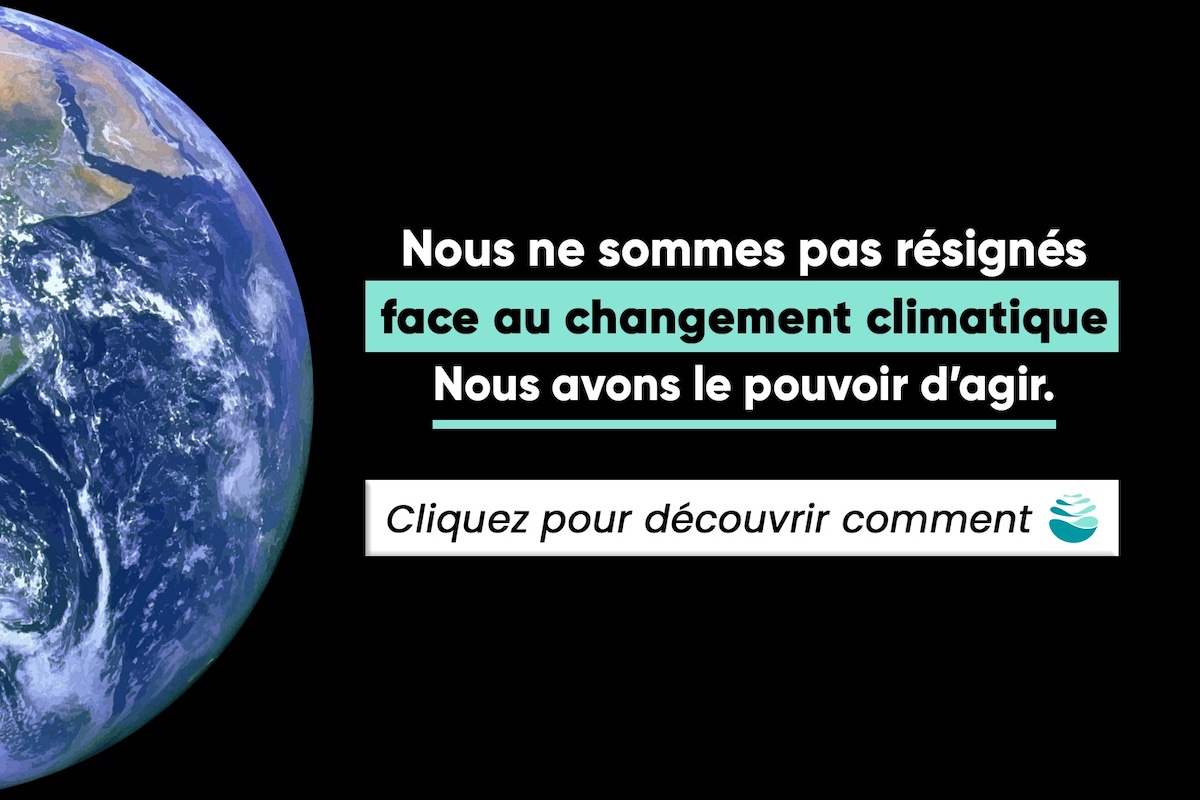 Nous ne sommes pas résignés
face au changement climatique
Nous avons le pouvoir d’agir.
Cliquez pour découvrir comment